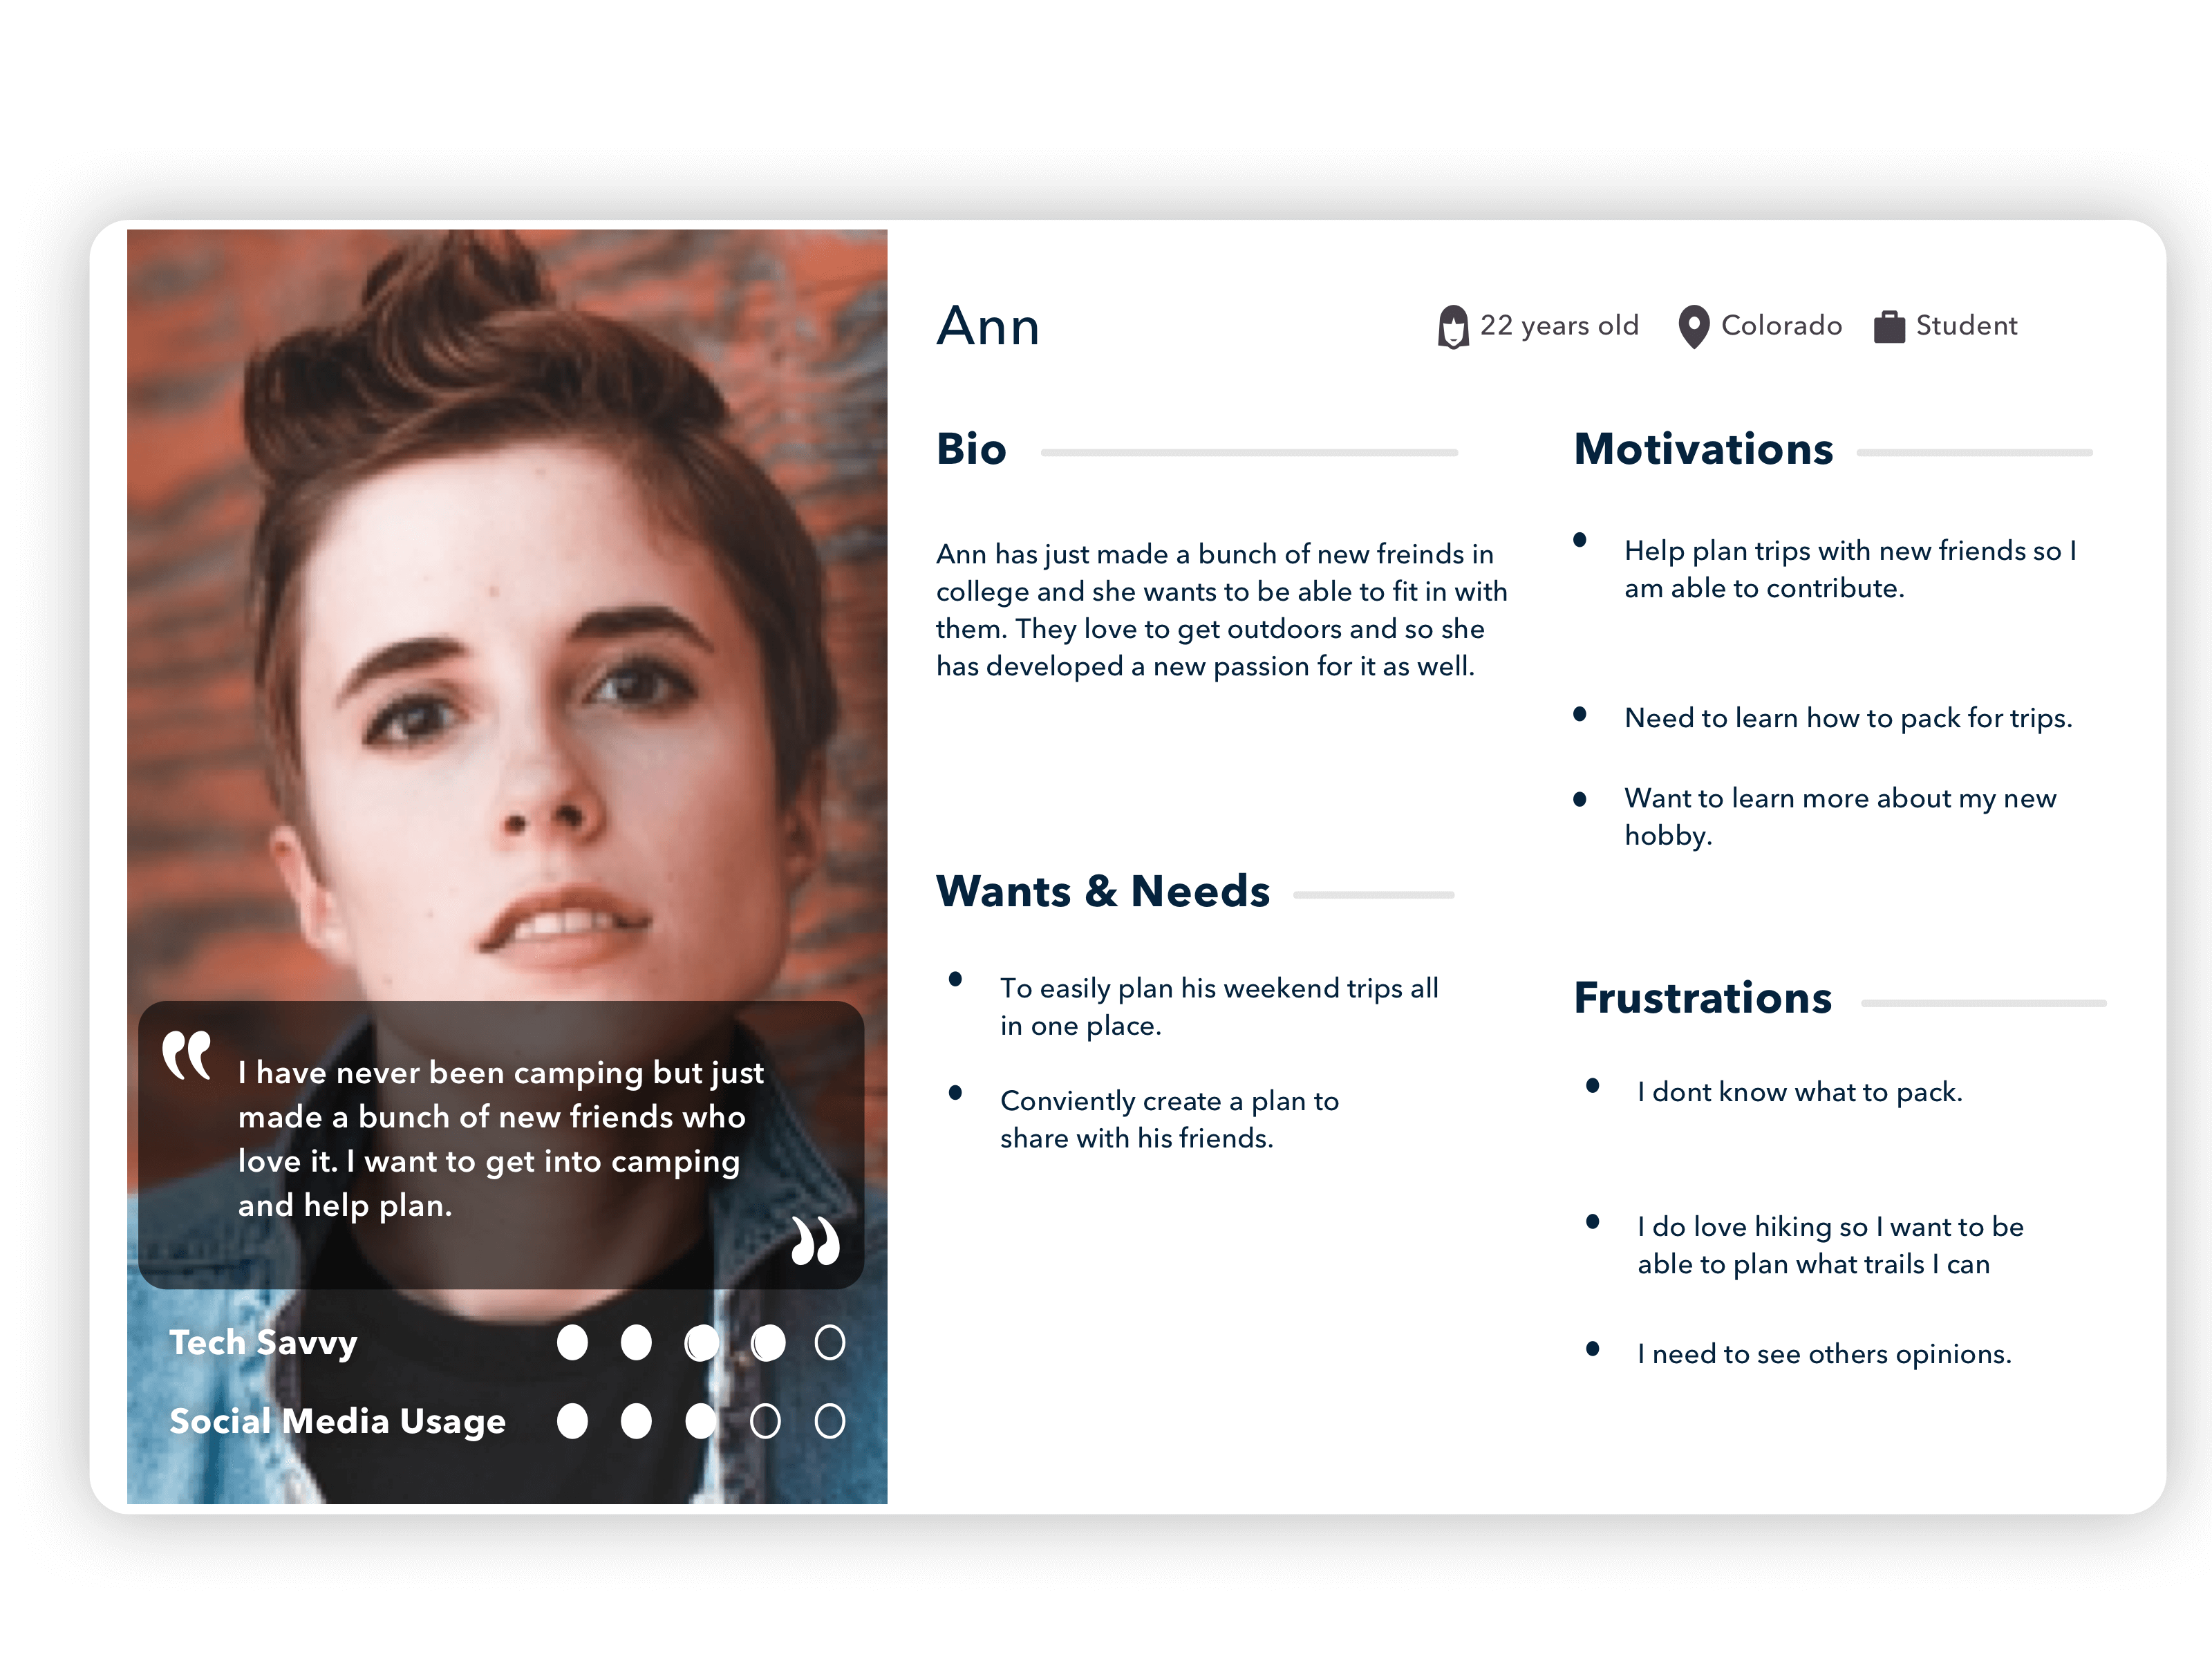 Ann
22 years old
Colorado
Student
Bio
Ann has just made a bunch of new freinds in
college and she wants to be able to fit in with
them. They love to get outdoors and so she
has developed a new passion for it as well.
Wants & Needs
• To easily plan his weekend trips all
in one place.
• Conviently create a plan to
share with his friends.
Motivations
• Help plan trips with new friends so I
am able to contribute.
• Need to learn how to pack for trips.
• Want to learn more about my new
hobby.
Frustrations
• I dont know what to pack.
• I do love hiking so I want to be
able to plan what trails I can
• I need to see others opinions.
“ I have never been camping but just
made a bunch of new friends who
love it. I want to get into camping
and help plan. ”
Tech Savvy
Social Media Usage